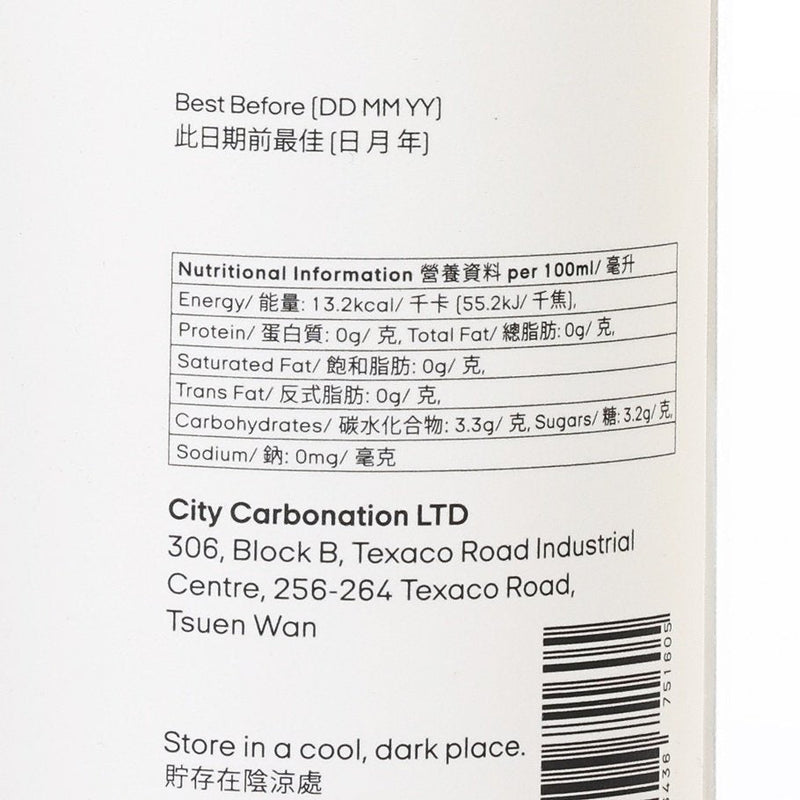 Best Before (DD MM YY)
此日期前最佳 (日 月 年)
Nutritional Information 營養資料 per 100ml/ 毫升
Energy/ 能量: 13.2kcal/ 千卡 (55.2kJ/ 千焦),
Protein/ 蛋白質: 0g/ 克, Total Fat/ 總脂肪: 0g/ 克,
Saturated Fat/ 飽和脂肪: 0g/ 克,
Trans Fat/ 反式脂肪: 0g/ 克,
Carbohydrates/ 碳水化合物: 3.3g/ 克, Sugars/ 糖: 3.2g/ 克,
Sodium/ 鈉: 0mg/ 毫克
City Carbonation LTD
306, Block B, Texaco Road Industrial
Centre, 256-264 Texaco Road,
Tsuen Wan
751605
Store in a cool, dark place.
貯存在陰涼處